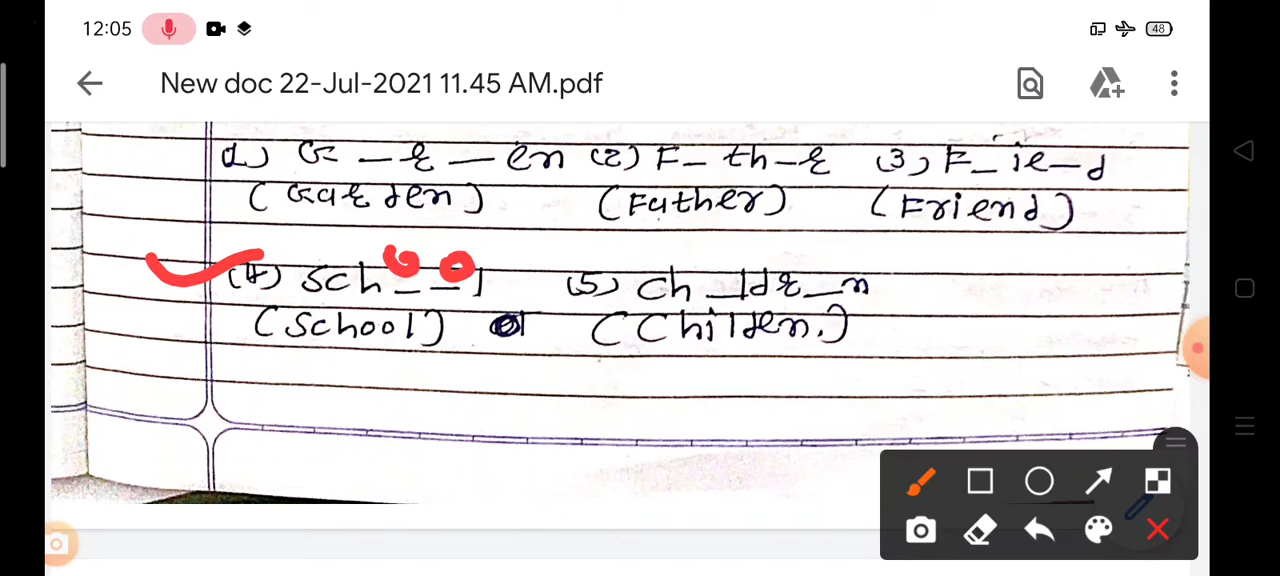 12:05 48
New doc 22-Jul-2021 11.45 AM.pdf
1) G _ r _ en (2) F _ th _ r (3) F _ ie _ d
(Garden) (Father) (Friend)
(4) Sch o o l (5) ch _ ldr _ n
(School) (Childen.)